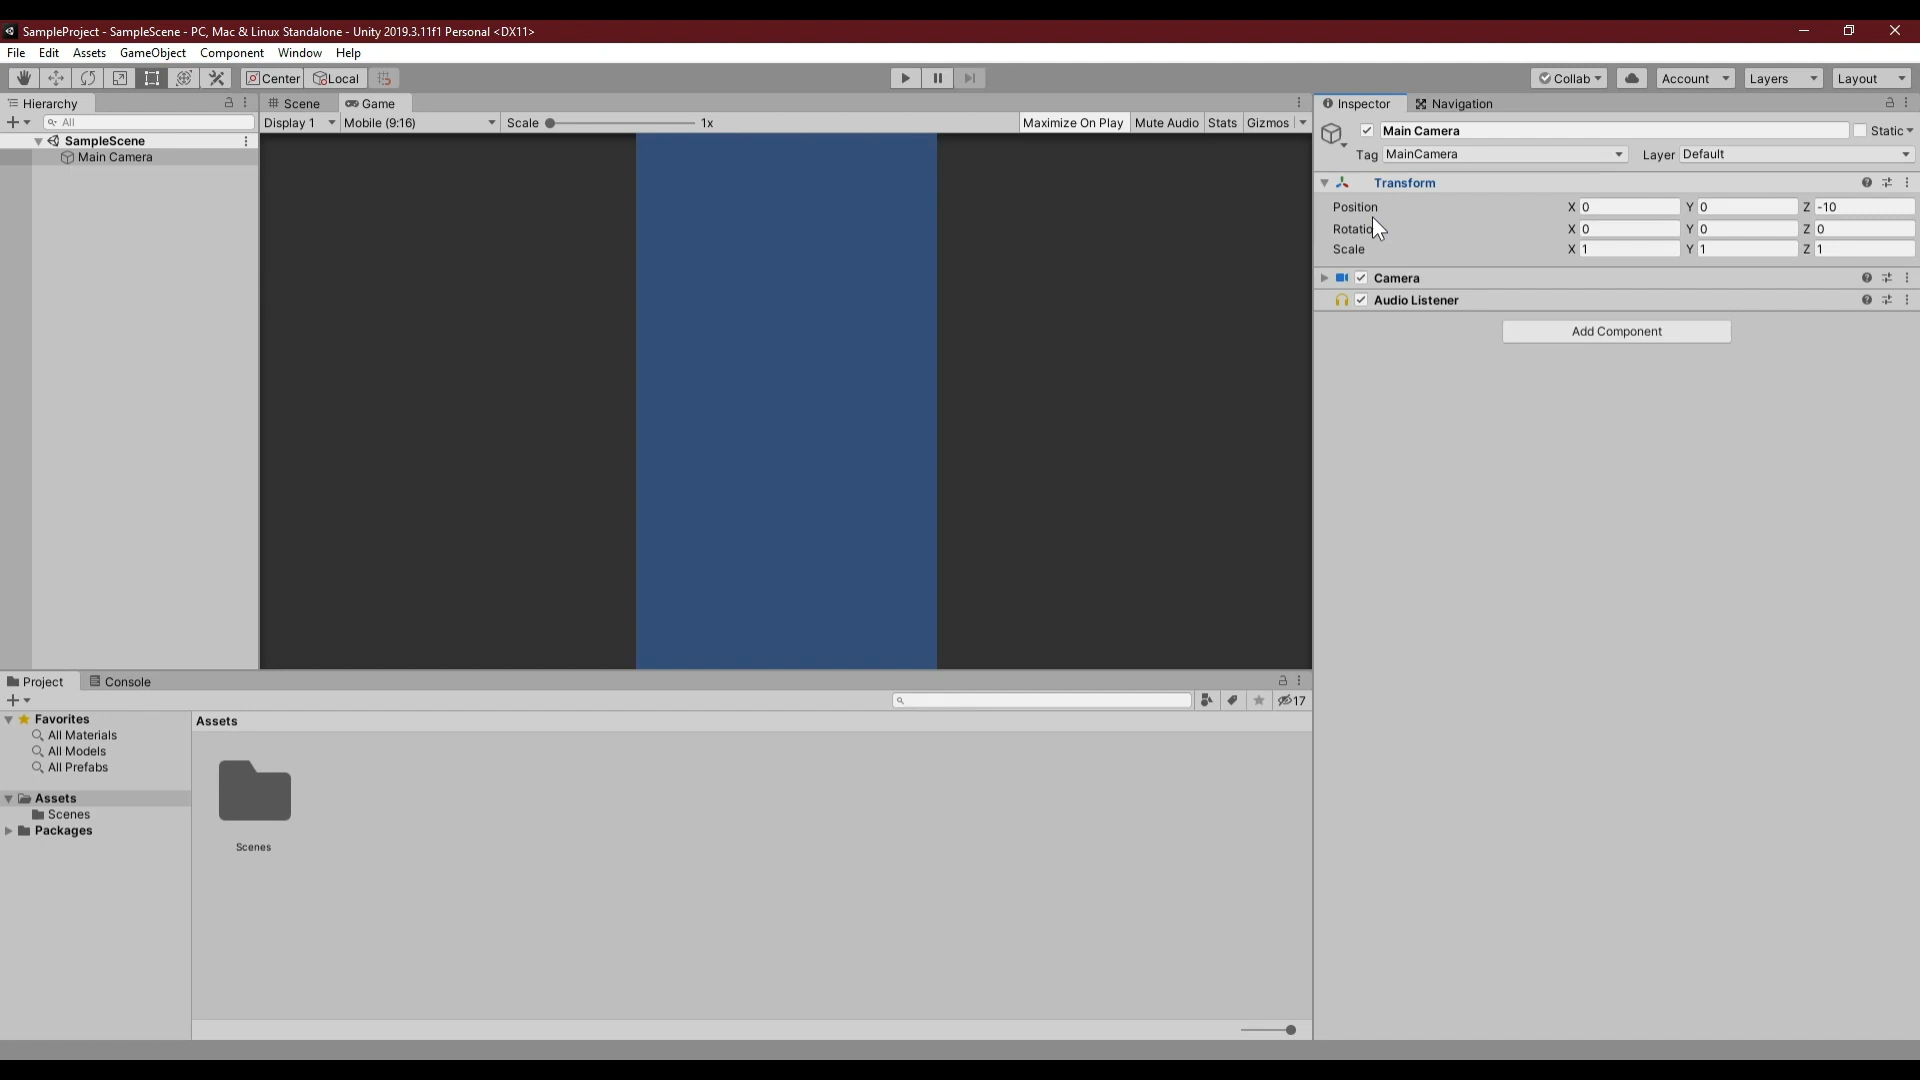 SampleProject - SampleScene - PC, Mac & Linux Standalone - Unity 2019.3.11f1 Personal <DX11>
File Edit Assets GameObject Component Window Help
Center Local Collab Account Layers Layout
Hierarchy Scene Game Inspector Navigation
All Display 1 Mobile (9:16) Scale 1x Maximize On Play Mute Audio Stats Gizmos
SampleScene
Main Camera
Main Camera Static
Tag MainCamera Layer Default
Transform
Position X 0 Y 0 Z -10
Rotatio X 0 Y 0 Z 0
Scale X 1 Y 1 Z 1
Camera
Audio Listener
Add Component
Project Console
17
Favorites
All Materials
All Models
All Prefabs
Assets
Scenes
Packages
Assets
Scenes